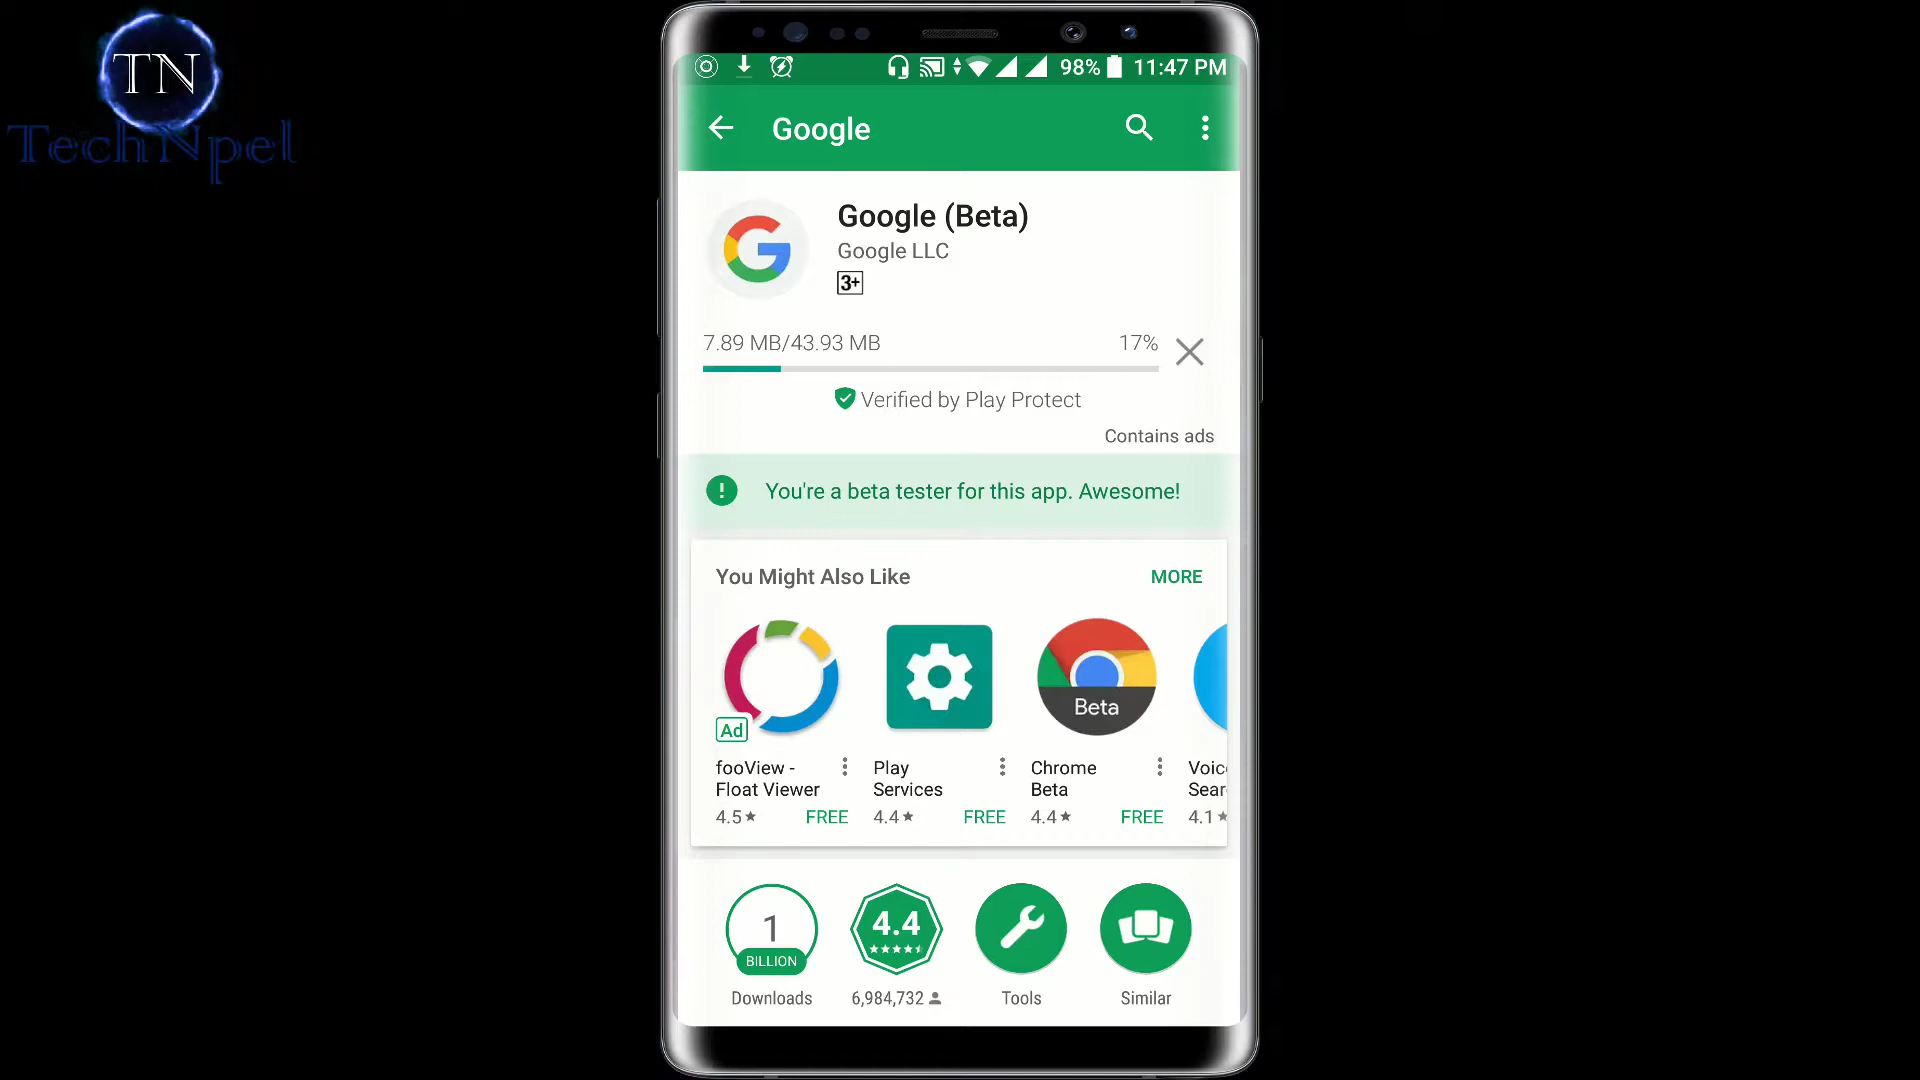 TN
TechNpel
98% 11:47 PM
Google
Google (Beta)
Google LLC
3+
7.89 MB/43.93 MB 17%
Verified by Play Protect
Contains ads
You're a beta tester for this app. Awesome!
You Might Also Like MORE
Beta
Ad
fooView - Play Chrome Voic
Float Viewer Services Beta Sear
4.5 FREE 4.4 FREE 4.4 FREE 4.1
1 4.4
BILLION
Downloads 6,984,732 Tools Similar